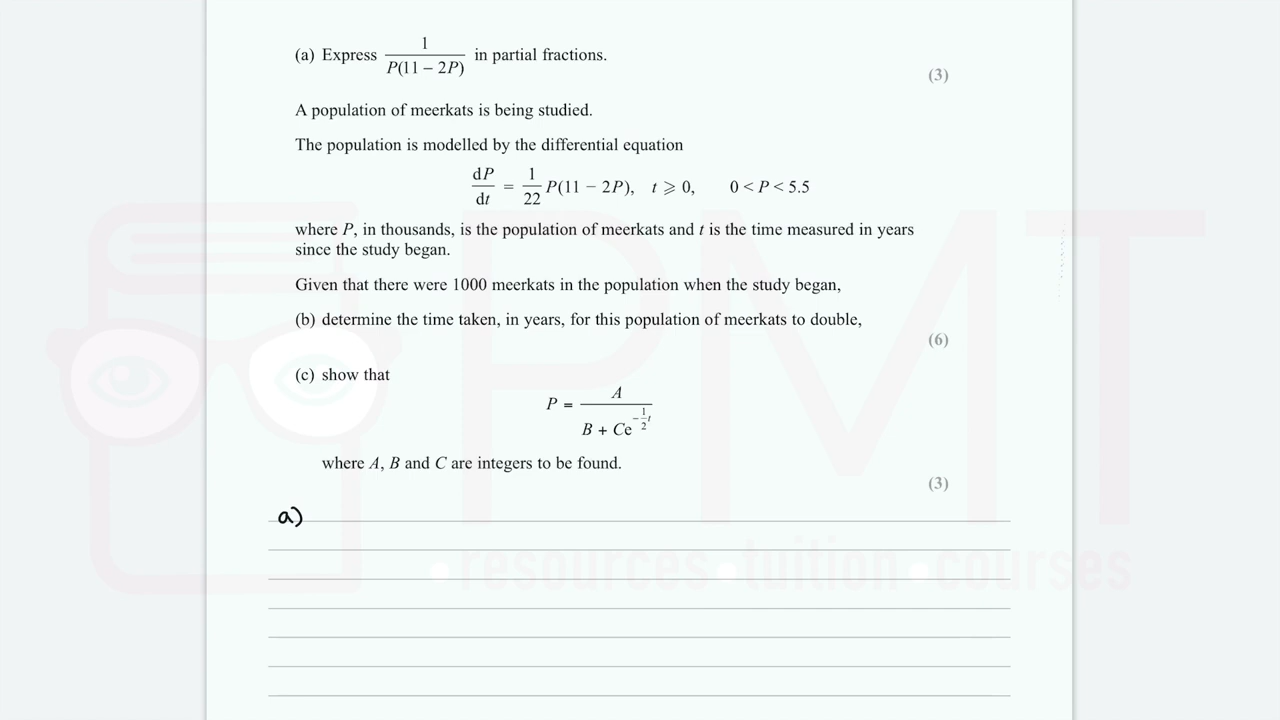 (a) Express 1/(P(11 – 2P)) in partial fractions.
(3)
A population of meerkats is being studied.
The population is modelled by the differential equation
dP/dt = 1/22 P(11 − 2P), t ⩾ 0, 0 < P < 5.5
where P, in thousands, is the population of meerkats and t is the time measured in years
since the study began.
Given that there were 1000 meerkats in the population when the study began,
(b) determine the time taken, in years, for this population of meerkats to double,
(6)
(c) show that
P = A/(B + Ce^(−1/2 t))
where A, B and C are integers to be found.
(3)
a)
PMT
resources • tuition • courses